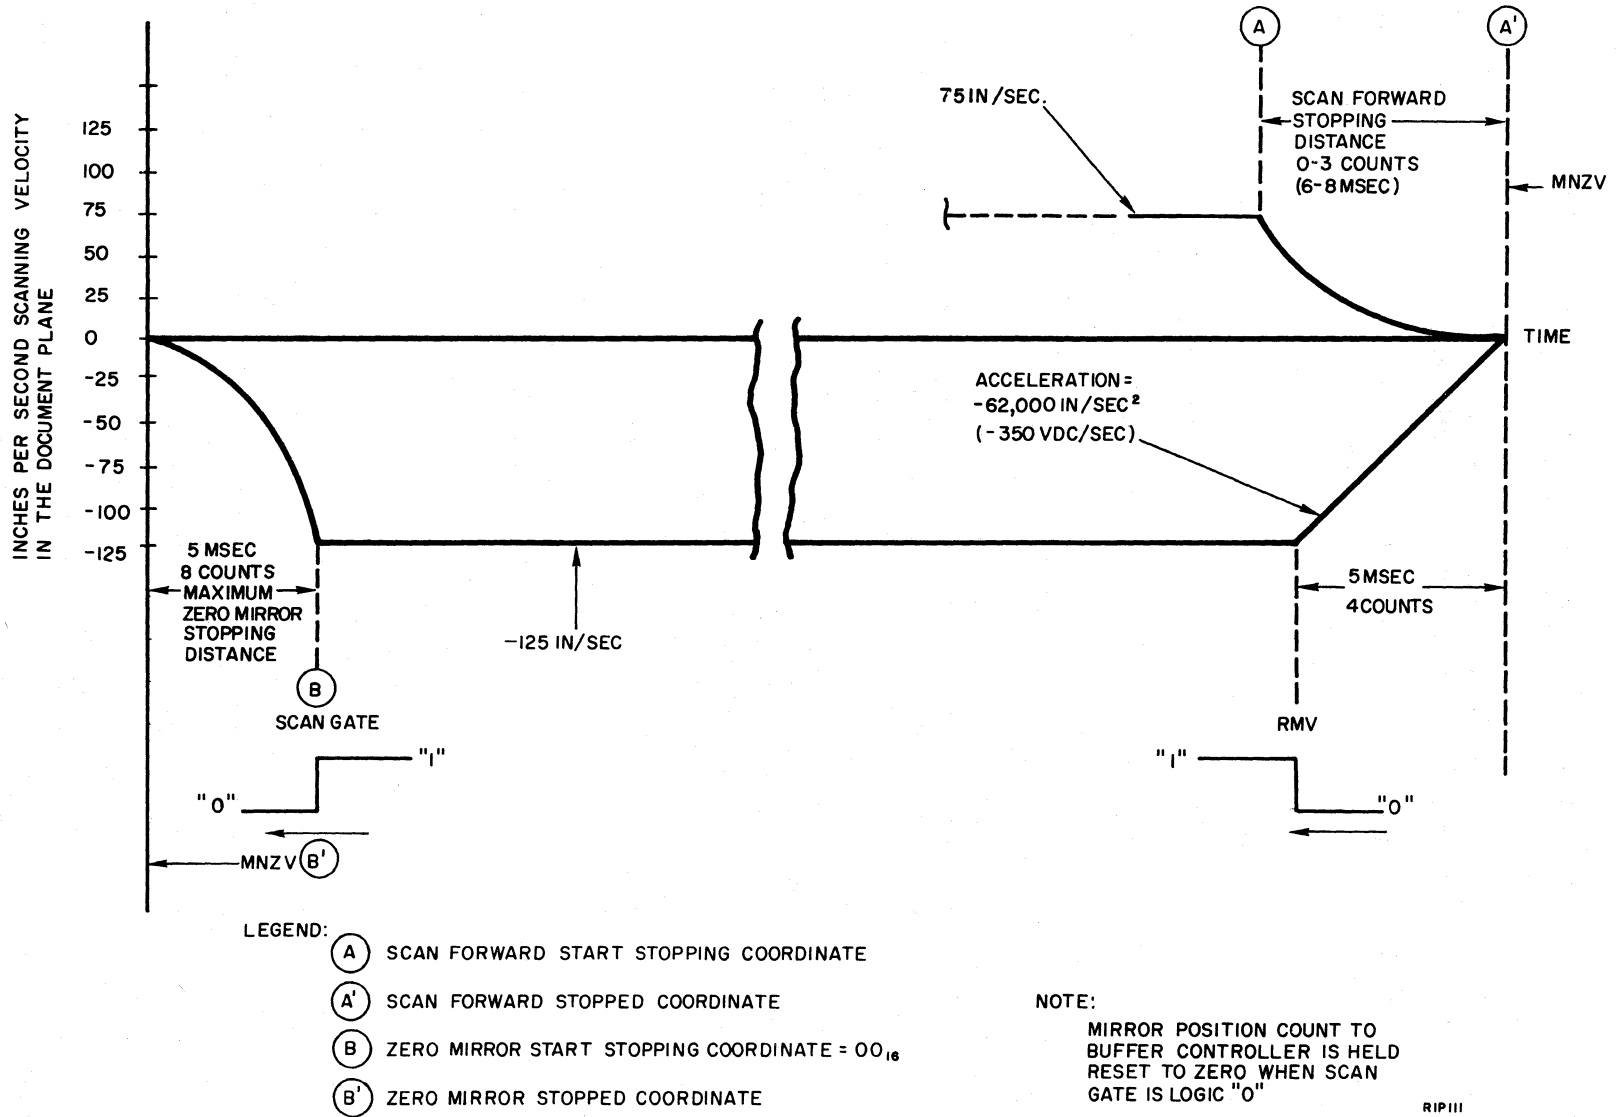 INCHES PER SECOND SCANNING VELOCITY
IN THE DOCUMENT PLANE
125
100
75
50
25
0
-25
-50
-75
-100
-125
A
A'
75 IN/SEC.
SCAN FORWARD
STOPPING
DISTANCE
0-3 COUNTS
(6-8 MSEC)
MNZV
TIME
ACCELERATION=
-62,000 IN/SEC²
(-350 VDC/SEC)
5 MSEC
8 COUNTS
MAXIMUM
ZERO MIRROR
STOPPING
DISTANCE
-125 IN/SEC
5 MSEC
4 COUNTS
B
SCAN GATE
RMV
"1"
"0"
"1"
"0"
MNZV B'
LEGEND:
A SCAN FORWARD START STOPPING COORDINATE
A' SCAN FORWARD STOPPED COORDINATE
B ZERO MIRROR START STOPPING COORDINATE = 00₁₆
B' ZERO MIRROR STOPPED COORDINATE
NOTE:
MIRROR POSITION COUNT TO
BUFFER CONTROLLER IS HELD
RESET TO ZERO WHEN SCAN
GATE IS LOGIC "0"
RIP111